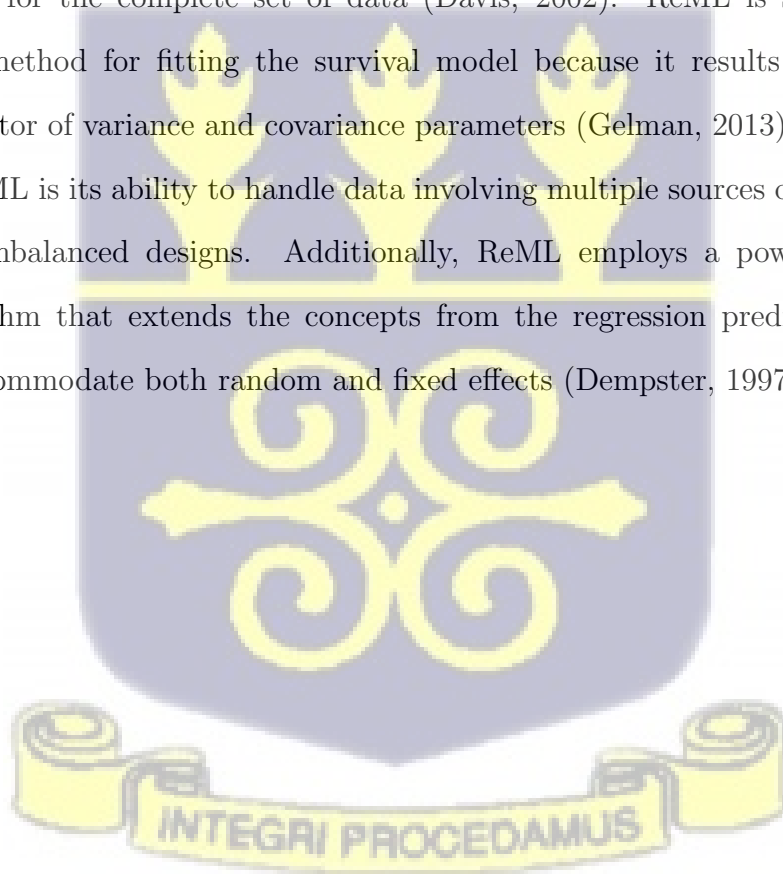 for the complete set of data (Davis, 2002). ReML is
method for fitting the survival model because it results
tor of variance and covariance parameters (Gelman, 2013)
ML is its ability to handle data involving multiple sources
mbalanced designs. Additionally, ReML employs a pow
hm that extends the concepts from the regression pred
ommodate both random and fixed effects (Dempster, 1997
INTEGRI PROCEDAMUS